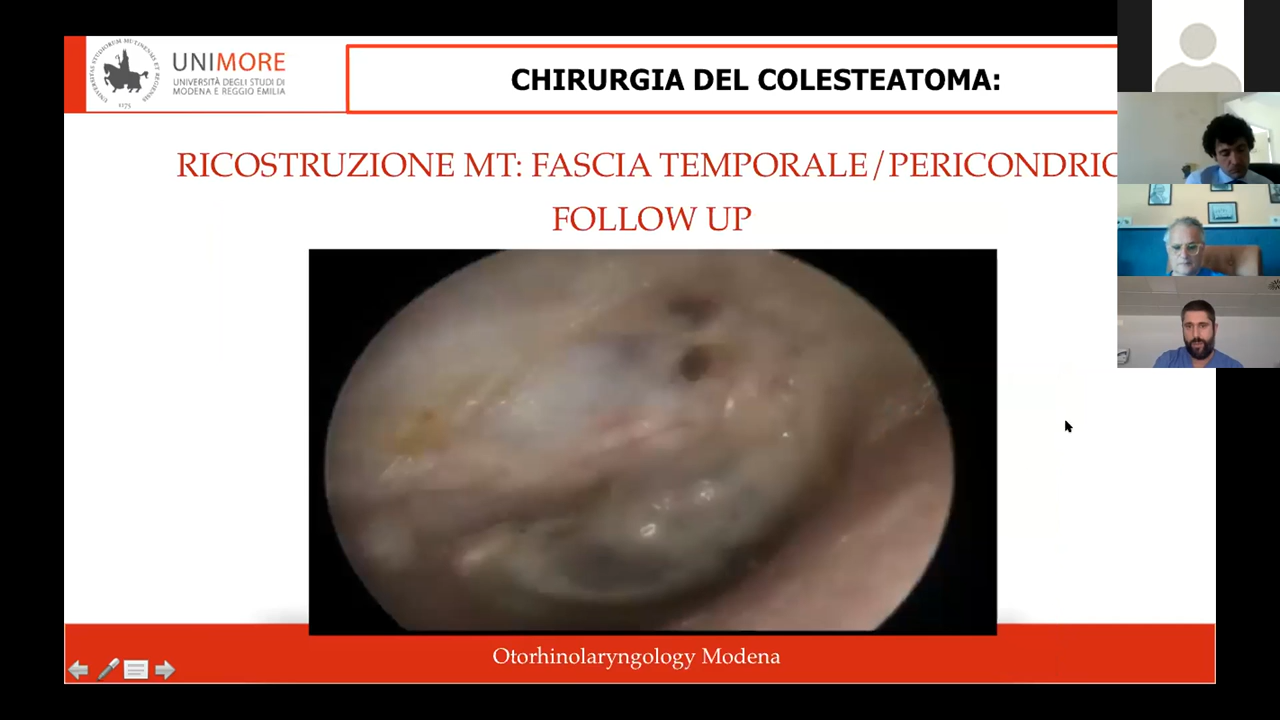 UNIMORE
UNIVERSITÀ DEGLI STUDI DI
MODENA E REGGIO EMILIA
1175
CHIRURGIA DEL COLESTEATOMA:
RICOSTRUZIONE MT: FASCIA TEMPORALE/PERICONDRIO
FOLLOW UP
Otorhinolaryngology Modena